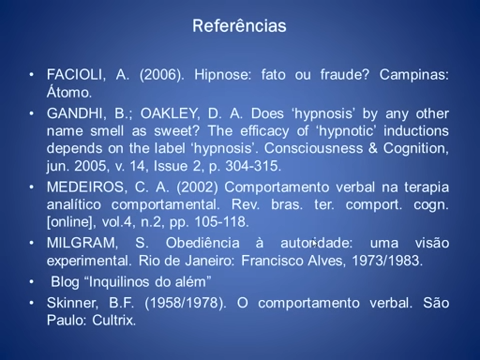 Referências
• FACIOLI, A. (2006). Hipnose: fato ou fraude? Campinas:
Átomo.
• GANDHI, B.; OAKLEY, D. A. Does ‘hypnosis’ by any other
name smell as sweet? The efficacy of ‘hypnotic’ inductions
depends on the label ‘hypnosis’. Consciousness & Cognition,
jun. 2005, v. 14, Issue 2, p. 304-315.
• MEDEIROS, C. A. (2002) Comportamento verbal na terapia
analítico comportamental. Rev. bras. ter. comport. cogn.
[online], vol.4, n.2, pp. 105-118.
• MILGRAM, S. Obediência à autoridade: uma visão
experimental. Rio de Janeiro: Francisco Alves, 1973/1983.
• Blog “Inquilinos do além”
• Skinner, B.F. (1958/1978). O comportamento verbal. São
Paulo: Cultrix.